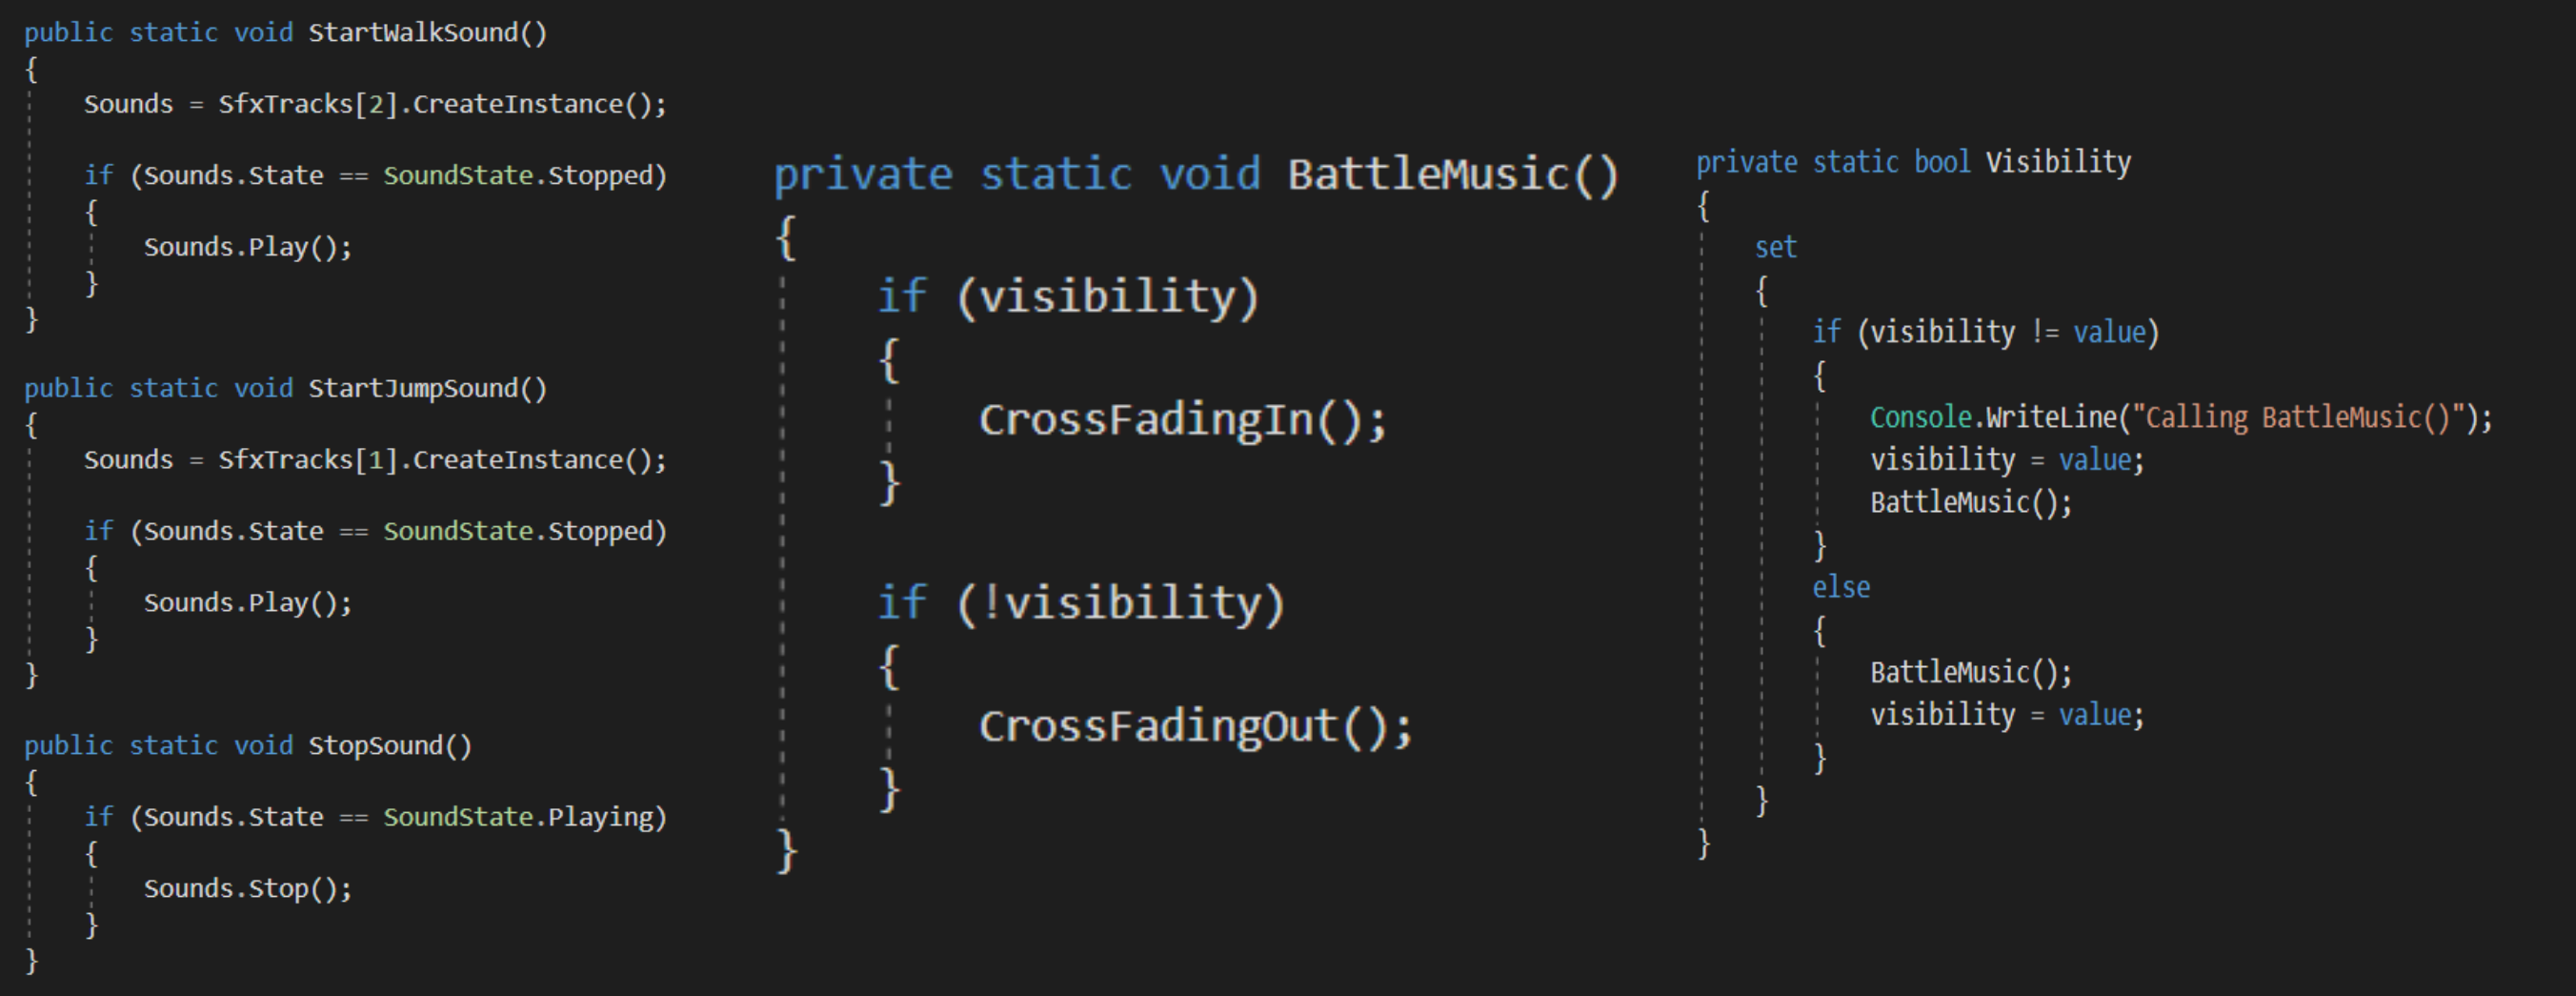 public static void StartWalkSound()
{
    Sounds = SfxTracks[2].CreateInstance();

    if (Sounds.State == SoundState.Stopped)
    {
        Sounds.Play();
    }
}

public static void StartJumpSound()
{
    Sounds = SfxTracks[1].CreateInstance();

    if (Sounds.State == SoundState.Stopped)
    {
        Sounds.Play();
    }
}

public static void StopSound()
{
    if (Sounds.State == SoundState.Playing)
    {
        Sounds.Stop();
    }
}

private static void BattleMusic()
{
    if (visibility)
    {
        CrossFadingIn();
    }

    if (!visibility)
    {
        CrossFadingOut();
    }
}

private static bool Visibility
{
    set
    {
        if (visibility != value)
        {
            Console.WriteLine("Calling BattleMusic()");
            visibility = value;
            BattleMusic();
        }
        else
        {
            BattleMusic();
            visibility = value;
        }
    }
}